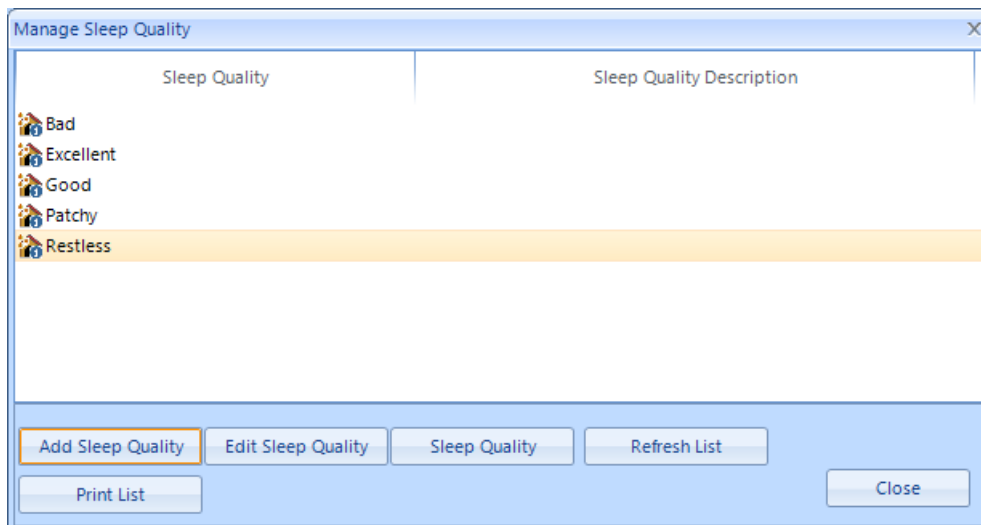 Manage Sleep Quality
Sleep Quality Sleep Quality Description
Bad
Excellent
Good
Patchy
Restless
Add Sleep Quality Edit Sleep Quality Sleep Quality Refresh List
Print List Close